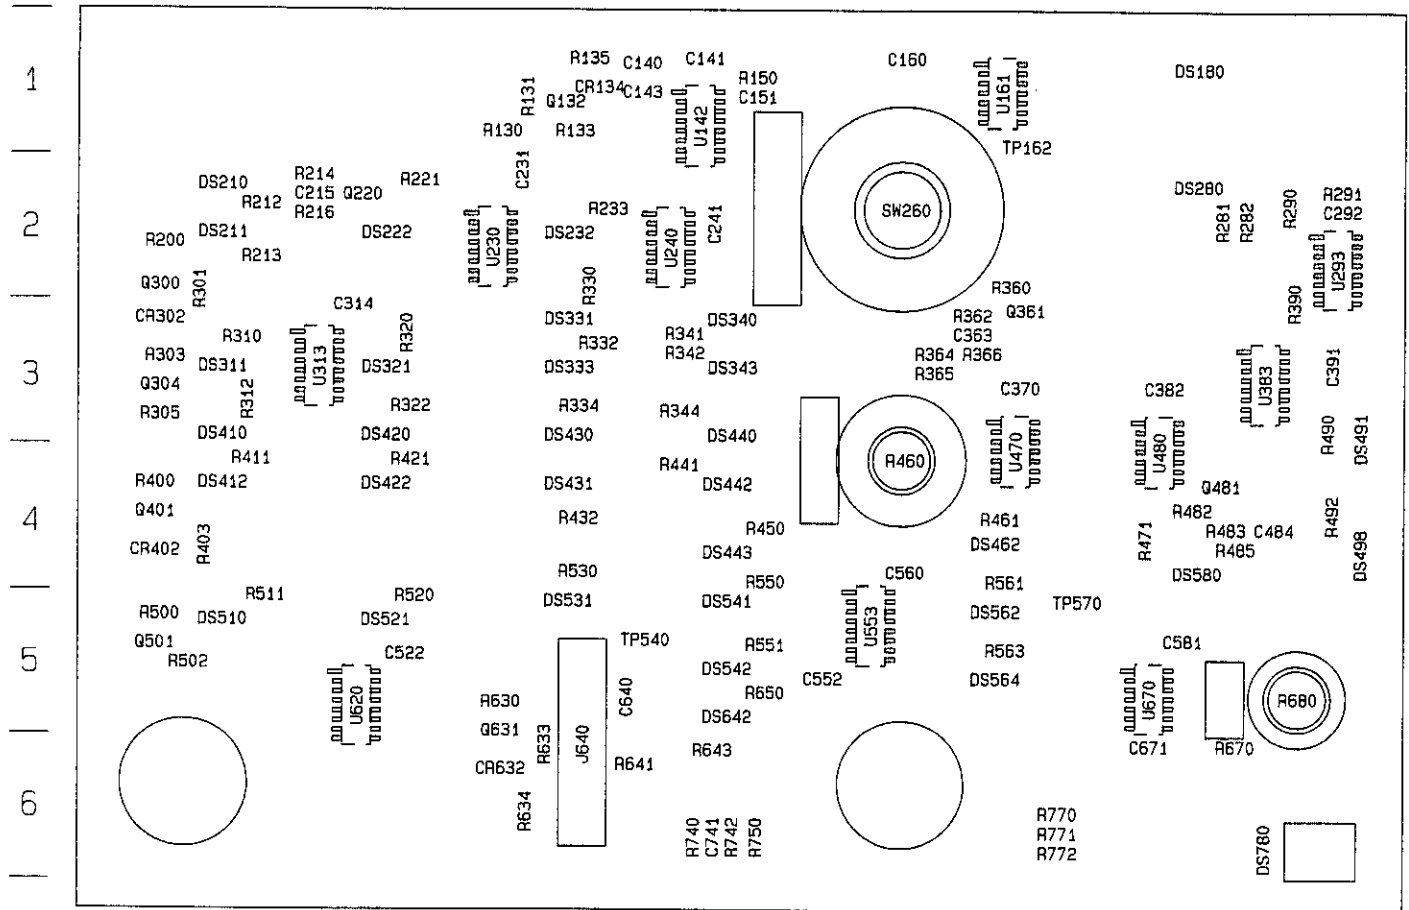 1
2
3
4
5
6
R135
C140
C141
C160
DS180
R150
CR134
C143
C151
U161
R131
Q132
U142
R130
R133
TP162
C231
R214
R221
DS210
C215
Q220
DS280
R212
R216
R233
SW260
R281
R282
R290
R291
C292
DS211
R200
DS222
U230
DS232
U240
C241
R213
U293
Q300
R301
R330
R360
C314
Q361
R390
CR302
R320
DS331
DS340
R362
R310
R332
R341
C363
R303
R342
R364
R366
DS311
U313
DS321
DS333
DS343
R365
C391
Q304
U383
R312
C370
C382
R305
R322
R334
R344
DS410
DS420
DS430
DS440
R490
DS491
R411
R421
R441
R460
U470
U480
R400
DS412
DS422
DS431
DS442
Q481
Q401
R432
R450
R461
R482
R492
R403
R471
R483
C484
CR402
DS443
DS462
R485
DS498
R530
R550
C560
R561
DS580
R511
R520
DS531
DS541
TP570
R500
DS510
DS521
DS562
Q501
TP540
R551
U553
C581
R502
C522
DS542
R563
C552
DS564
R630
C640
R650
U620
DS642
U670
R680
Q631
R633
J640
R643
C671
R670
CR632
R641
R634
R740
C741
R742
R750
R770
R771
R772
DS780